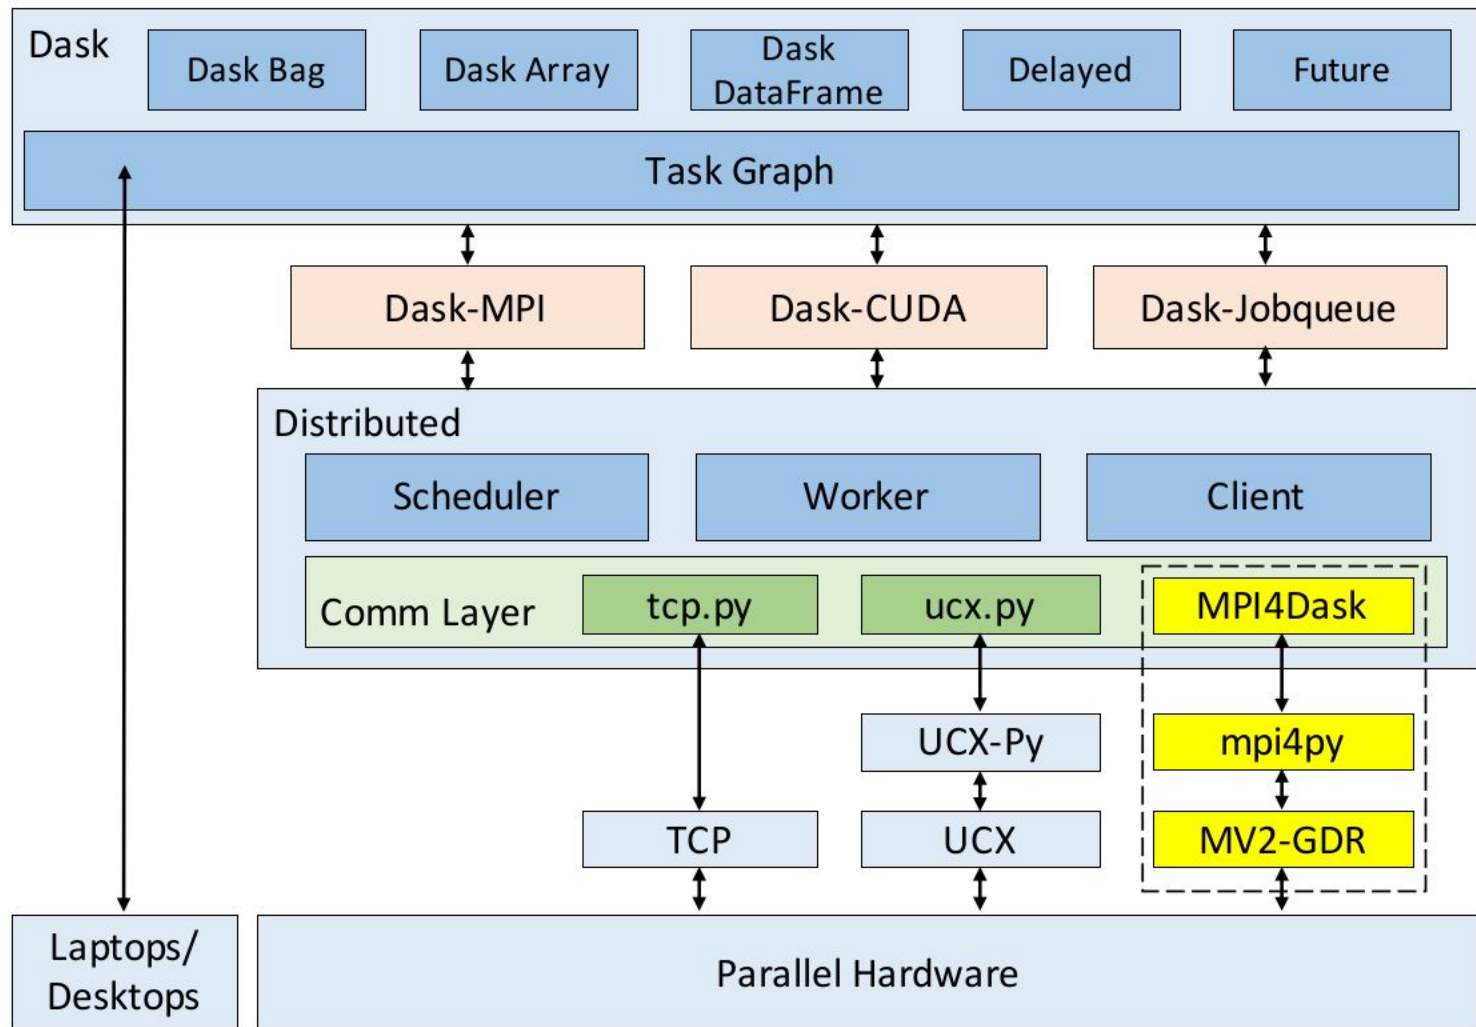 Dask
Dask Bag
Dask Array
Dask
DataFrame
Delayed
Future
Task Graph
Dask-MPI
Dask-CUDA
Dask-Jobqueue
Distributed
Scheduler
Worker
Client
Comm Layer
tcp.py
ucx.py
MPI4Dask
UCX-Py
mpi4py
TCP
UCX
MV2-GDR
Laptops/
Desktops
Parallel Hardware